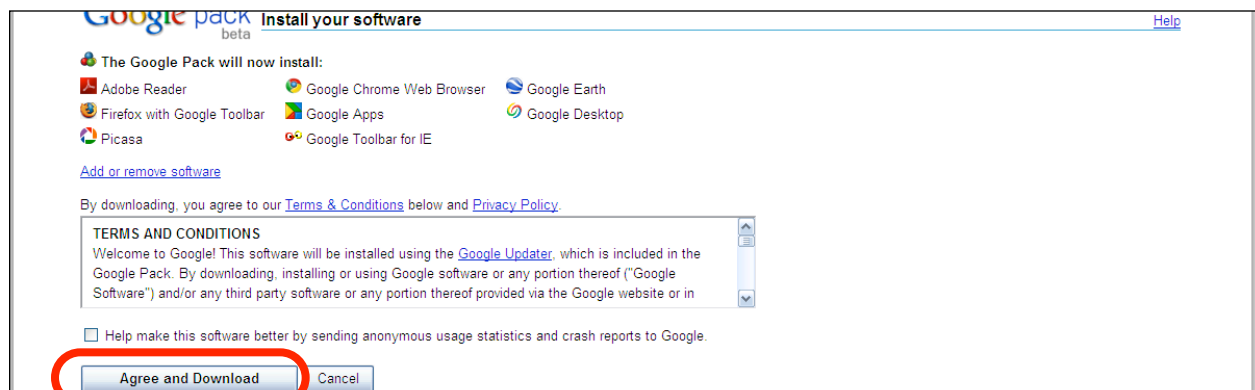 Google pack Install your software Help
beta
The Google Pack will now install:
Adobe Reader Google Chrome Web Browser Google Earth
Firefox with Google Toolbar Google Apps Google Desktop
Picasa Google Toolbar for IE
Add or remove software
By downloading, you agree to our Terms & Conditions below and Privacy Policy.
TERMS AND CONDITIONS
Welcome to Google! This software will be installed using the Google Updater, which is included in the
Google Pack. By downloading, installing or using Google software or any portion thereof ("Google
Software") and/or any third party software or any portion thereof provided via the Google website or in
Help make this software better by sending anonymous usage statistics and crash reports to Google.
Agree and Download Cancel